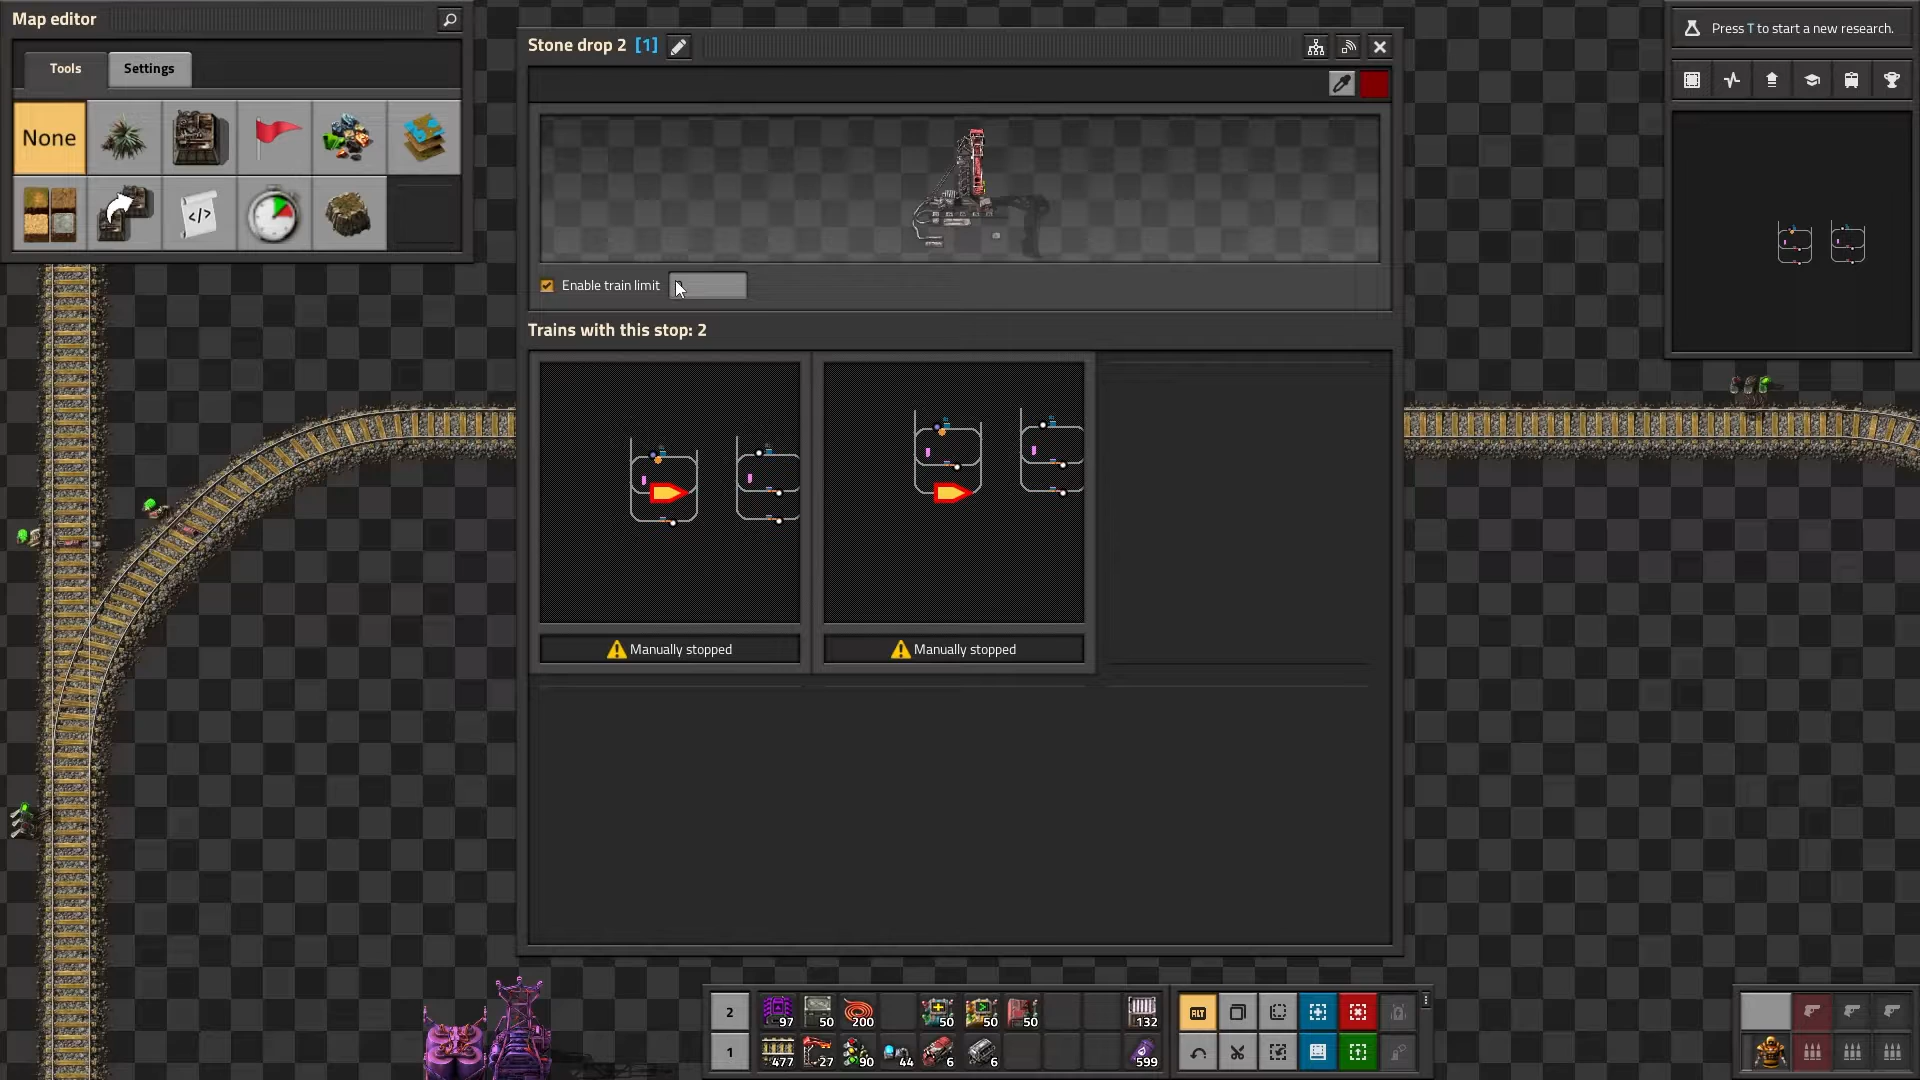 Map editor
Tools
Settings
None
</>
Stone drop 2 [1]
Enable train limit
Trains with this stop: 2
Manually stopped
Manually stopped
Press T to start a new research.
2
97
50
200
50
50
50
132
ALT
1
477
27
90
44
6
6
599